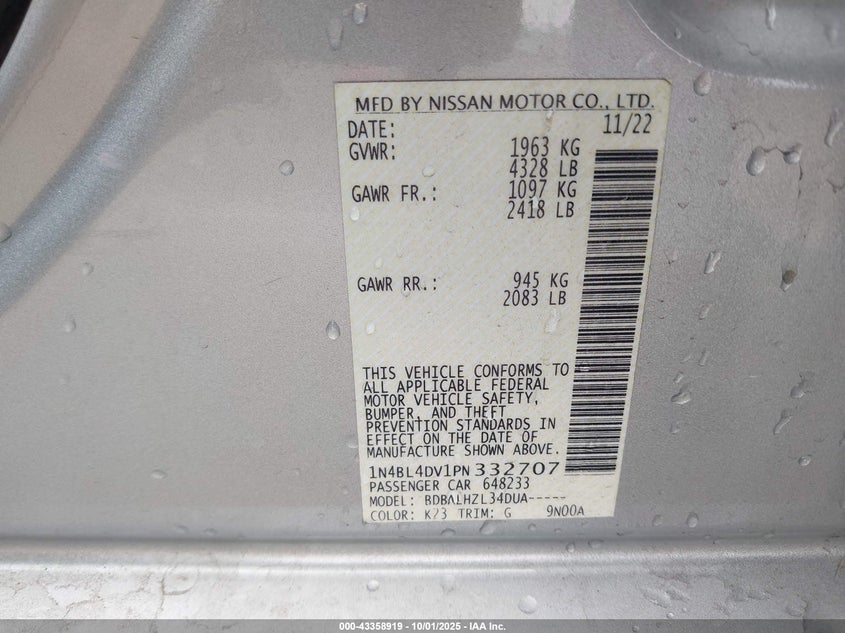 MFD BY NISSAN MOTOR CO., LTD.
DATE: 11/22
GVWR: 1963 KG
4328 LB
GAWR FR.: 1097 KG
2418 LB
GAWR RR.: 945 KG
2083 LB
THIS VEHICLE CONFORMS TO
ALL APPLICABLE FEDERAL
MOTOR VEHICLE SAFETY,
BUMPER, AND THEFT
PREVENTION STANDARDS IN
EFFECT ON THE DATE OF
MANUFACTURE SHOWN ABOVE.
1N4BL4DV1PN332707
PASSENGER CAR 648233
MODEL: BDBALHZL34DUA-----
COLOR: K23 TRIM: G 9N00A
000-43358919 - 10/01/2025 - IAA Inc.